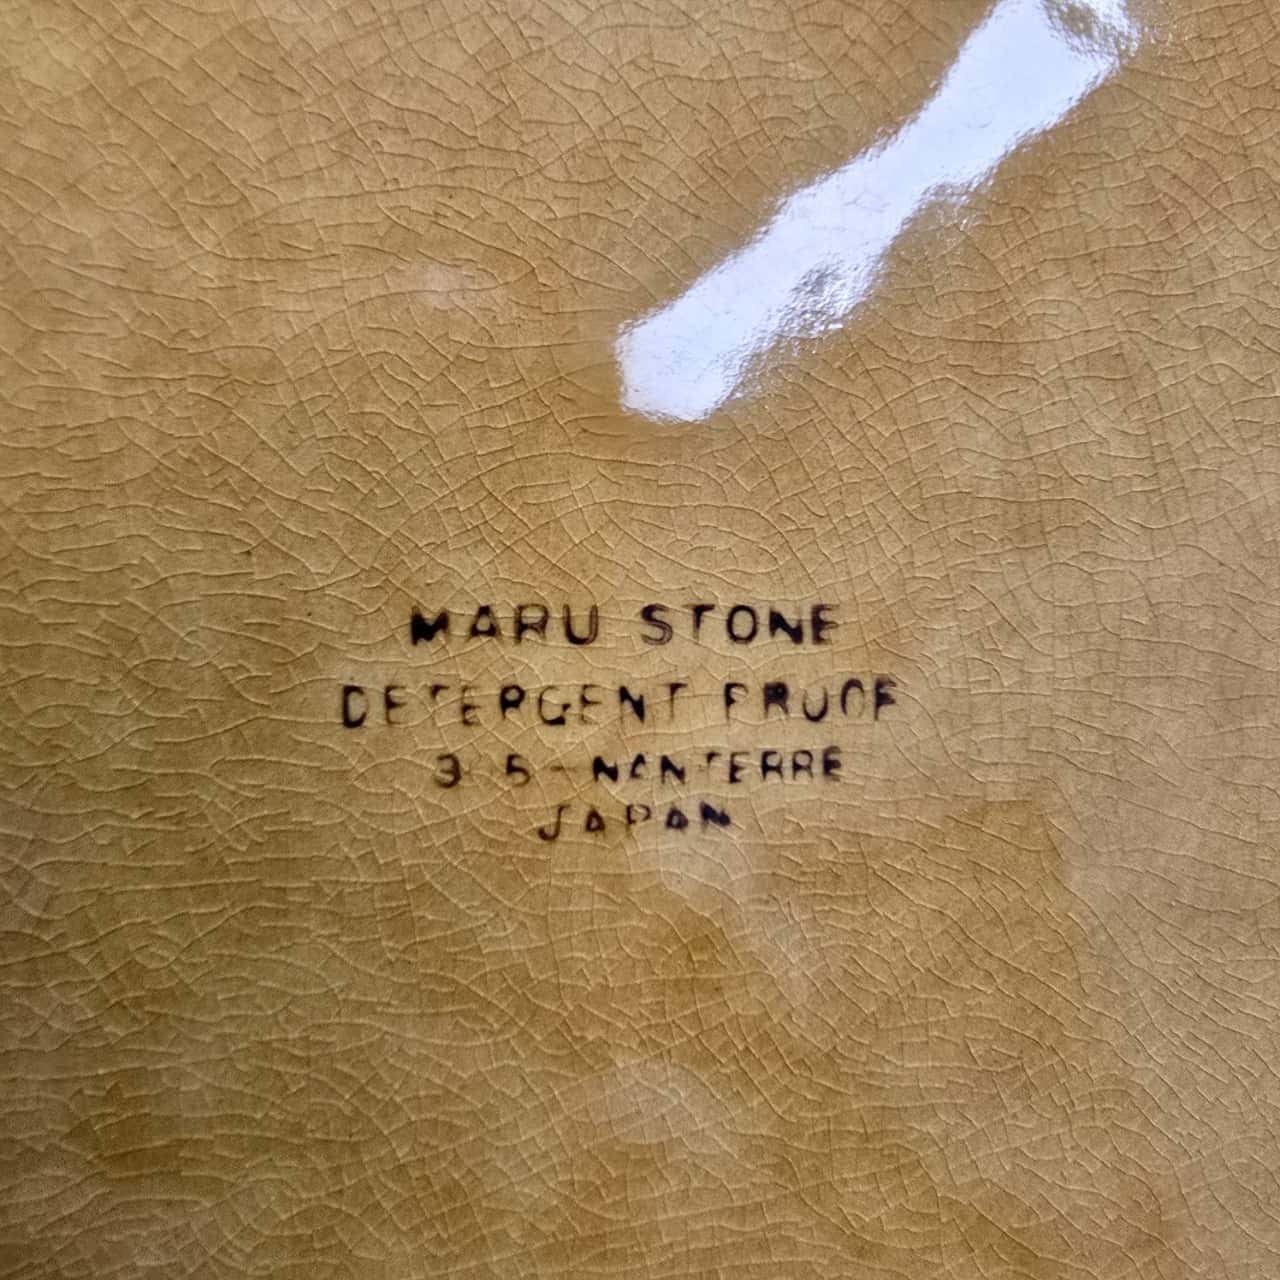 MARU STONE
DETERGENT PROOF
3 5 - NANTERRE
JAPAN